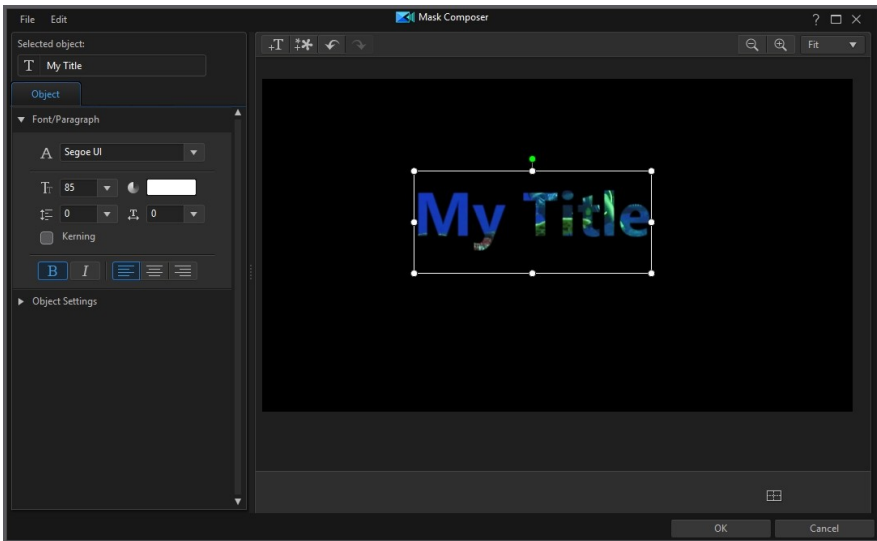 File Edit Mask Composer ?
Selected object:
T My Title
+T Fit
Object
Font/Paragraph
A Segoe UI
TT 85
0 T 0
Kerning
B I
Object Settings
My Title
OK Cancel